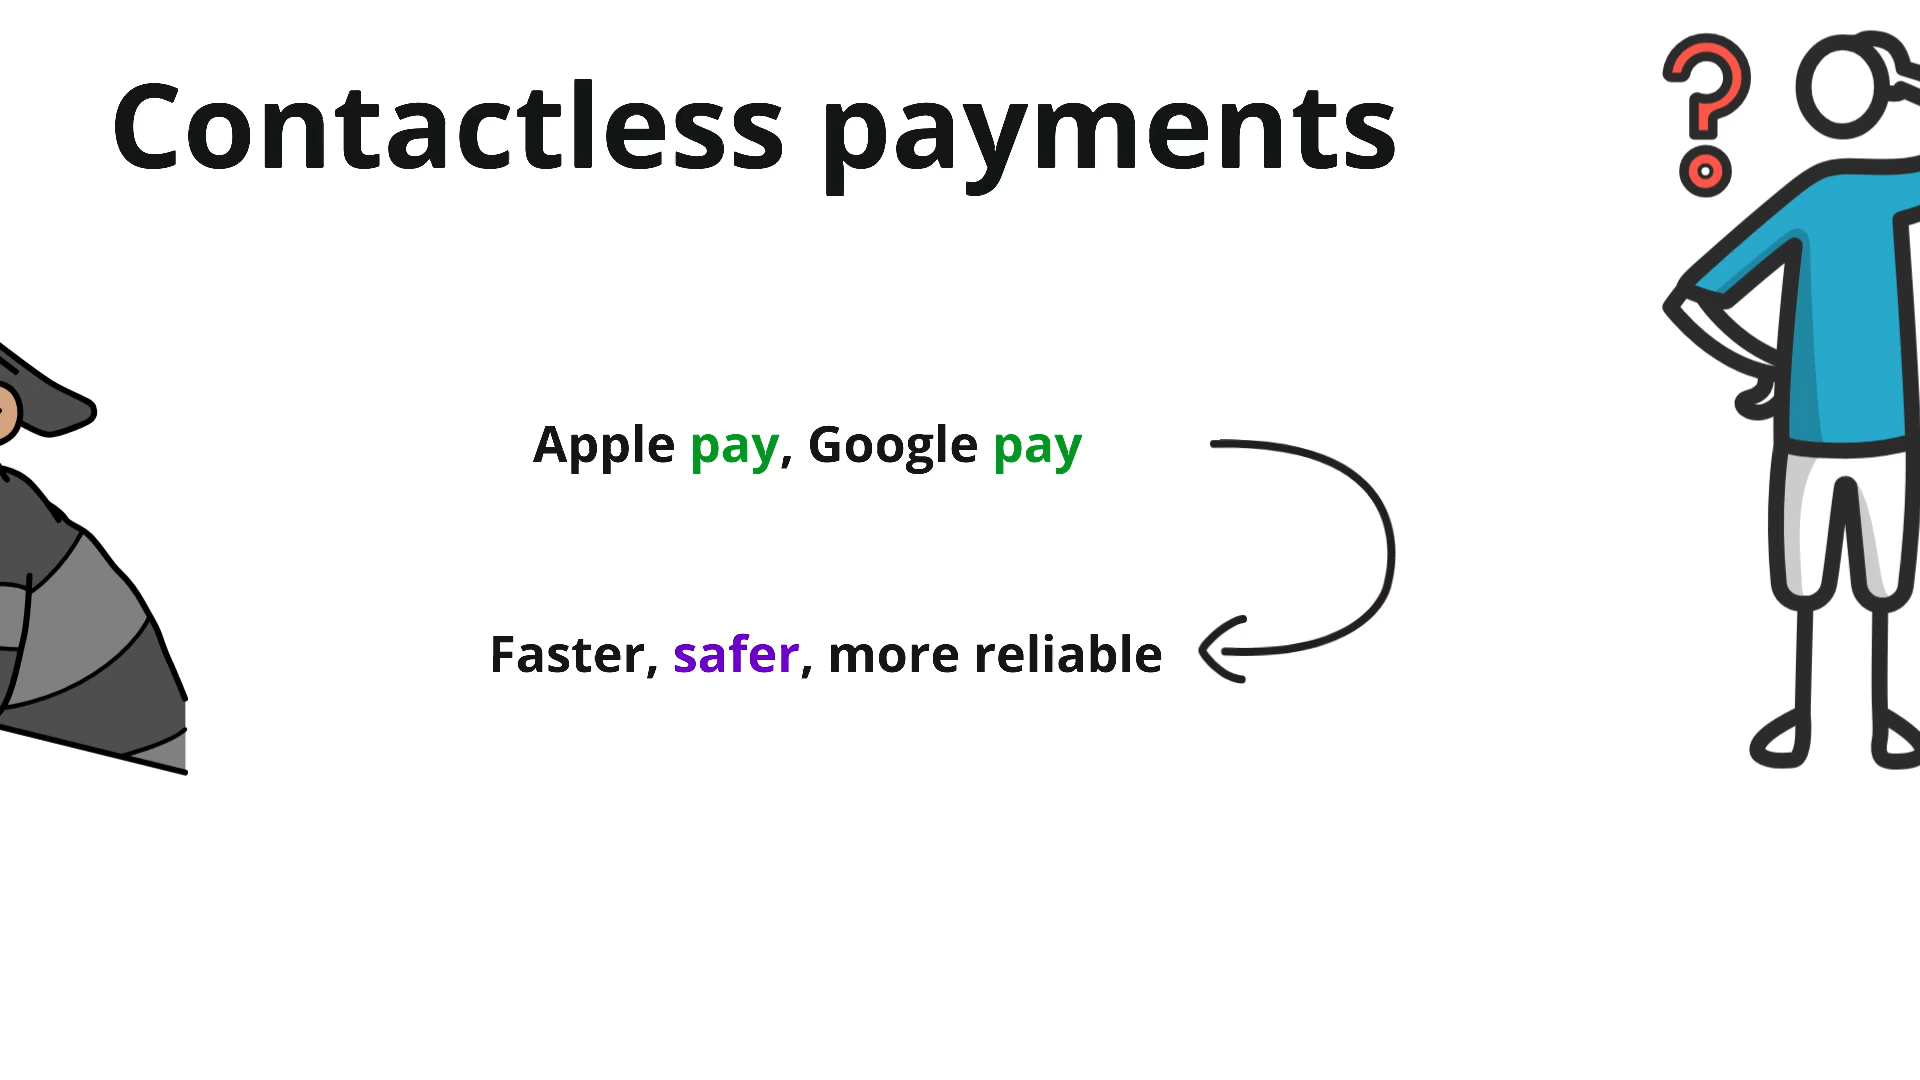 Contactless payments
Apple pay, Google pay
Faster, safer, more reliable